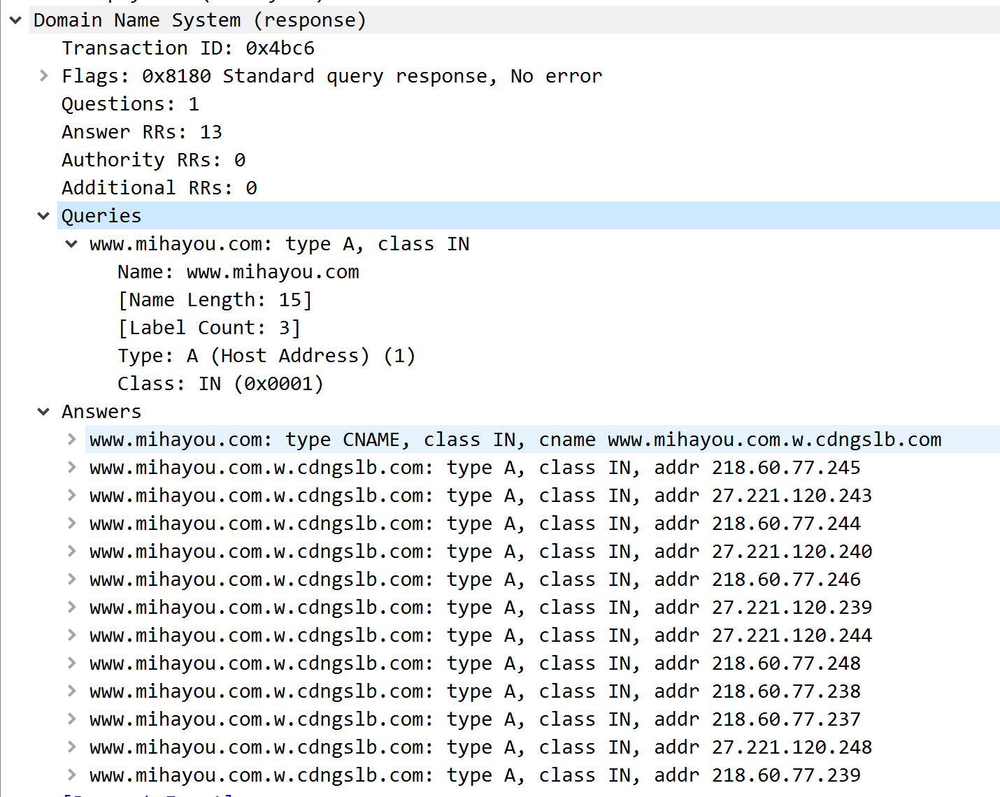 Domain Name System (response)
Transaction ID: 0x4bc6
Flags: 0x8180 Standard query response, No error
Questions: 1
Answer RRs: 13
Authority RRs: 0
Additional RRs: 0
Queries
www.mihayou.com: type A, class IN
Name: www.mihayou.com
[Name Length: 15]
[Label Count: 3]
Type: A (Host Address) (1)
Class: IN (0x0001)
Answers
www.mihayou.com: type CNAME, class IN, cname www.mihayou.com.w.cdngslb.com
www.mihayou.com.w.cdngslb.com: type A, class IN, addr 218.60.77.245
www.mihayou.com.w.cdngslb.com: type A, class IN, addr 27.221.120.243
www.mihayou.com.w.cdngslb.com: type A, class IN, addr 218.60.77.244
www.mihayou.com.w.cdngslb.com: type A, class IN, addr 27.221.120.240
www.mihayou.com.w.cdngslb.com: type A, class IN, addr 218.60.77.246
www.mihayou.com.w.cdngslb.com: type A, class IN, addr 27.221.120.239
www.mihayou.com.w.cdngslb.com: type A, class IN, addr 27.221.120.244
www.mihayou.com.w.cdngslb.com: type A, class IN, addr 218.60.77.248
www.mihayou.com.w.cdngslb.com: type A, class IN, addr 218.60.77.238
www.mihayou.com.w.cdngslb.com: type A, class IN, addr 218.60.77.237
www.mihayou.com.w.cdngslb.com: type A, class IN, addr 27.221.120.248
www.mihayou.com.w.cdngslb.com: type A, class IN, addr 218.60.77.239